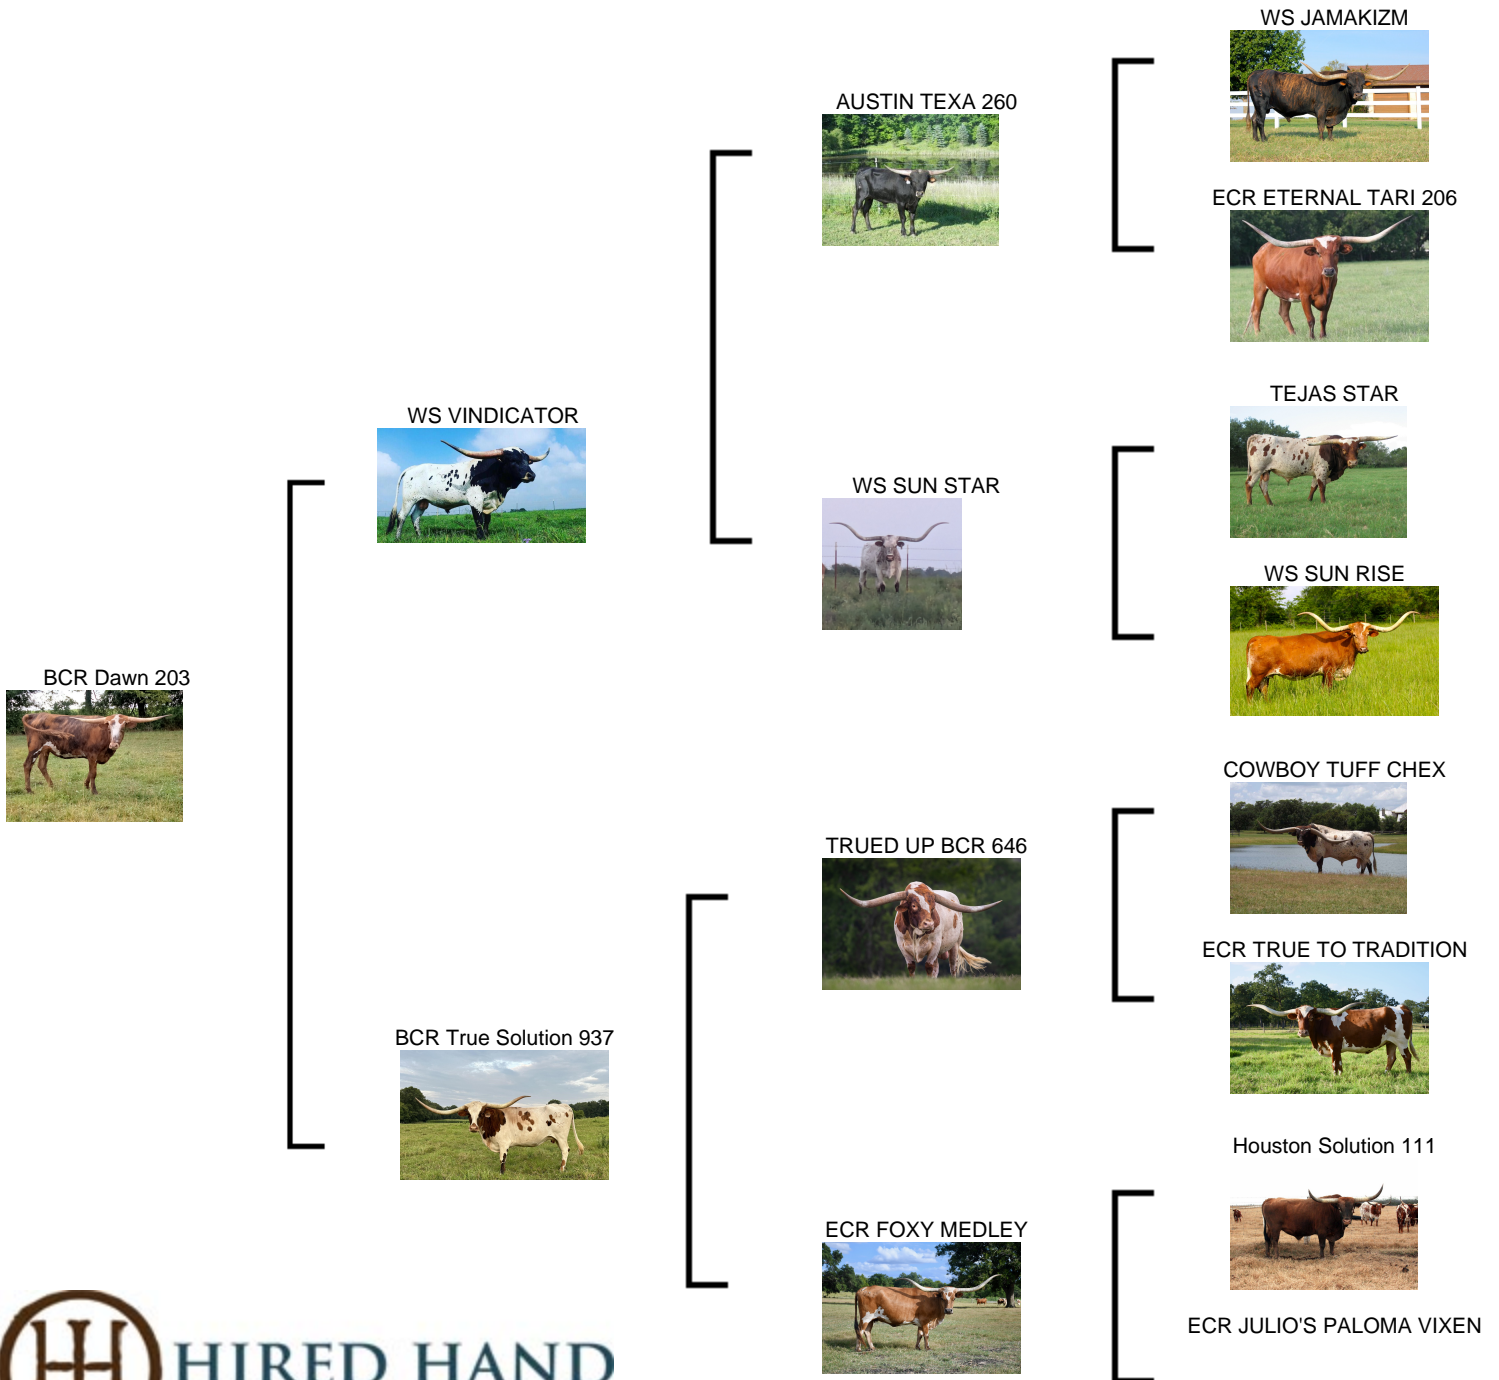 WS JAMAKIZM
AUSTIN TEXA 260
ECR ETERNAL TARI 206
TEJAS STAR
WS VINDICATOR
WS SUN STAR
WS SUN RISE
BCR Dawn 203
COWBOY TUFF CHEX
TRUED UP BCR 646
ECR TRUE TO TRADITION
BCR True Solution 937
Houston Solution 111
ECR FOXY MEDLEY
ECR JULIO'S PALOMA VIXEN
HIRED HAND